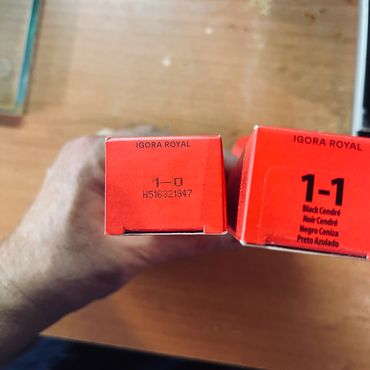 IGORA ROYAL
1-0
H516321947
IGORA ROYAL
1-1
Black Cendré
Noir Cendré
Negro Ceniza
Preto Azulado